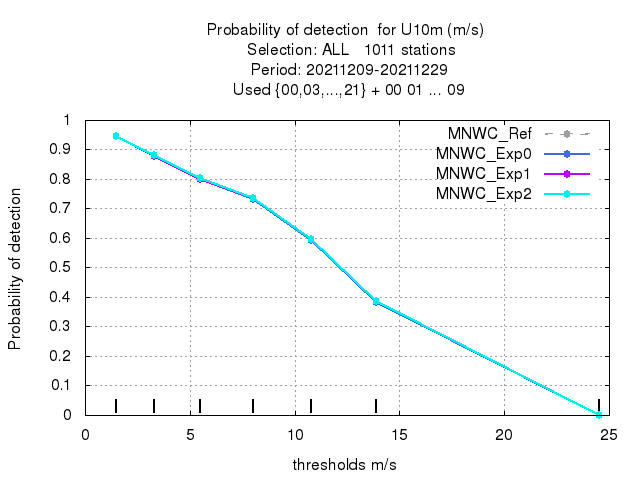 Probability of detection  for U10m (m/s)
Selection: ALL   1011 stations
Period: 20211209-20211229
Used {00,03,...,21} + 00 01 ... 09
MNWC_Ref
MNWC_Exp0
MNWC_Exp1
MNWC_Exp2
Probability of detection
1
0.9
0.8
0.7
0.6
0.5
0.4
0.3
0.2
0.1
0
0 5 10 15 20 25
thresholds m/s